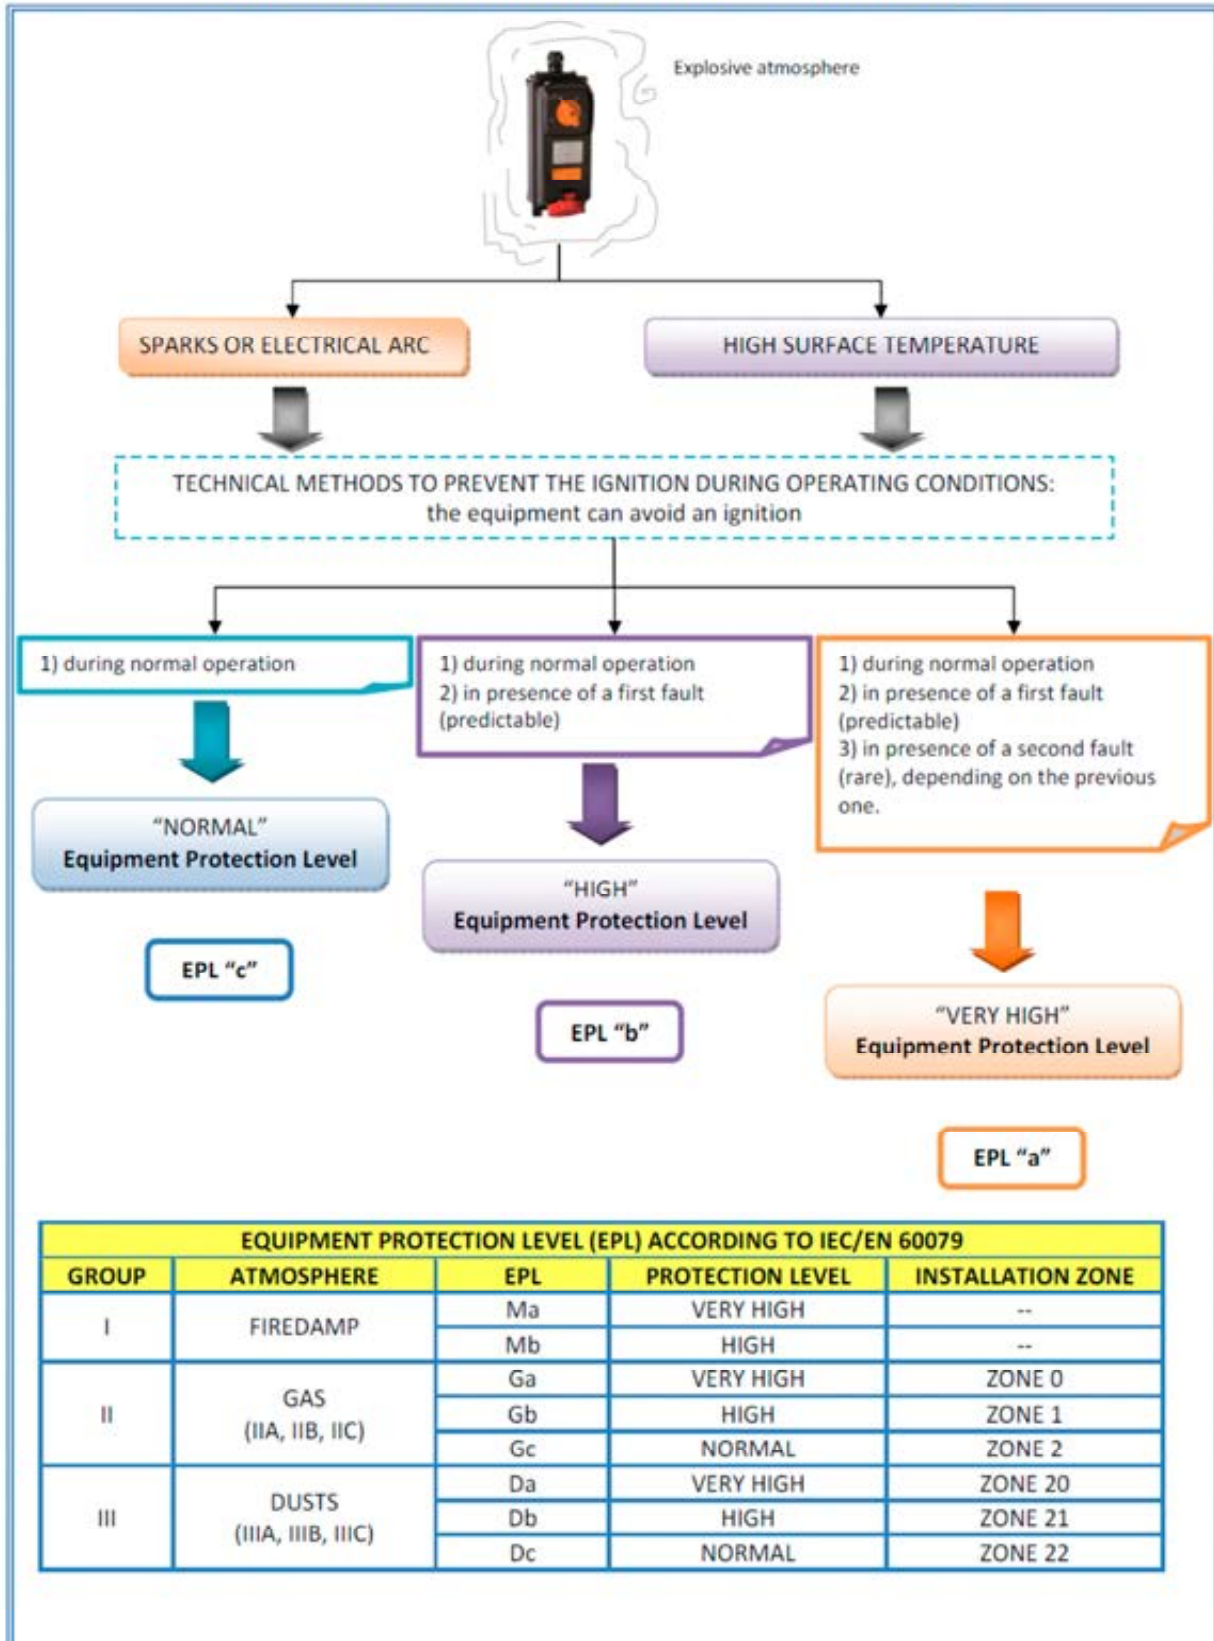 Explosive atmosphere
SPARKS OR ELECTRICAL ARC
HIGH SURFACE TEMPERATURE
TECHNICAL METHODS TO PREVENT THE IGNITION DURING OPERATING CONDITIONS:
the equipment can avoid an ignition
1) during normal operation
1) during normal operation
2) in presence of a first fault
(predictable)
1) during normal operation
2) in presence of a first fault
(predictable)
3) in presence of a second fault
(rare), depending on the previous
one.
“NORMAL”
Equipment Protection Level
“HIGH”
Equipment Protection Level
“VERY HIGH”
Equipment Protection Level
EPL “c”
EPL “b”
EPL “a”
EQUIPMENT PROTECTION LEVEL (EPL) ACCORDING TO IEC/EN 60079
GROUP ATMOSPHERE EPL PROTECTION LEVEL INSTALLATION ZONE
I FIREDAMP Ma VERY HIGH --
Mb HIGH --
II GAS Ga VERY HIGH ZONE 0
(IIA, IIB, IIC) Gb HIGH ZONE 1
Gc NORMAL ZONE 2
III DUSTS Da VERY HIGH ZONE 20
(IIIA, IIIB, IIIC) Db HIGH ZONE 21
Dc NORMAL ZONE 22